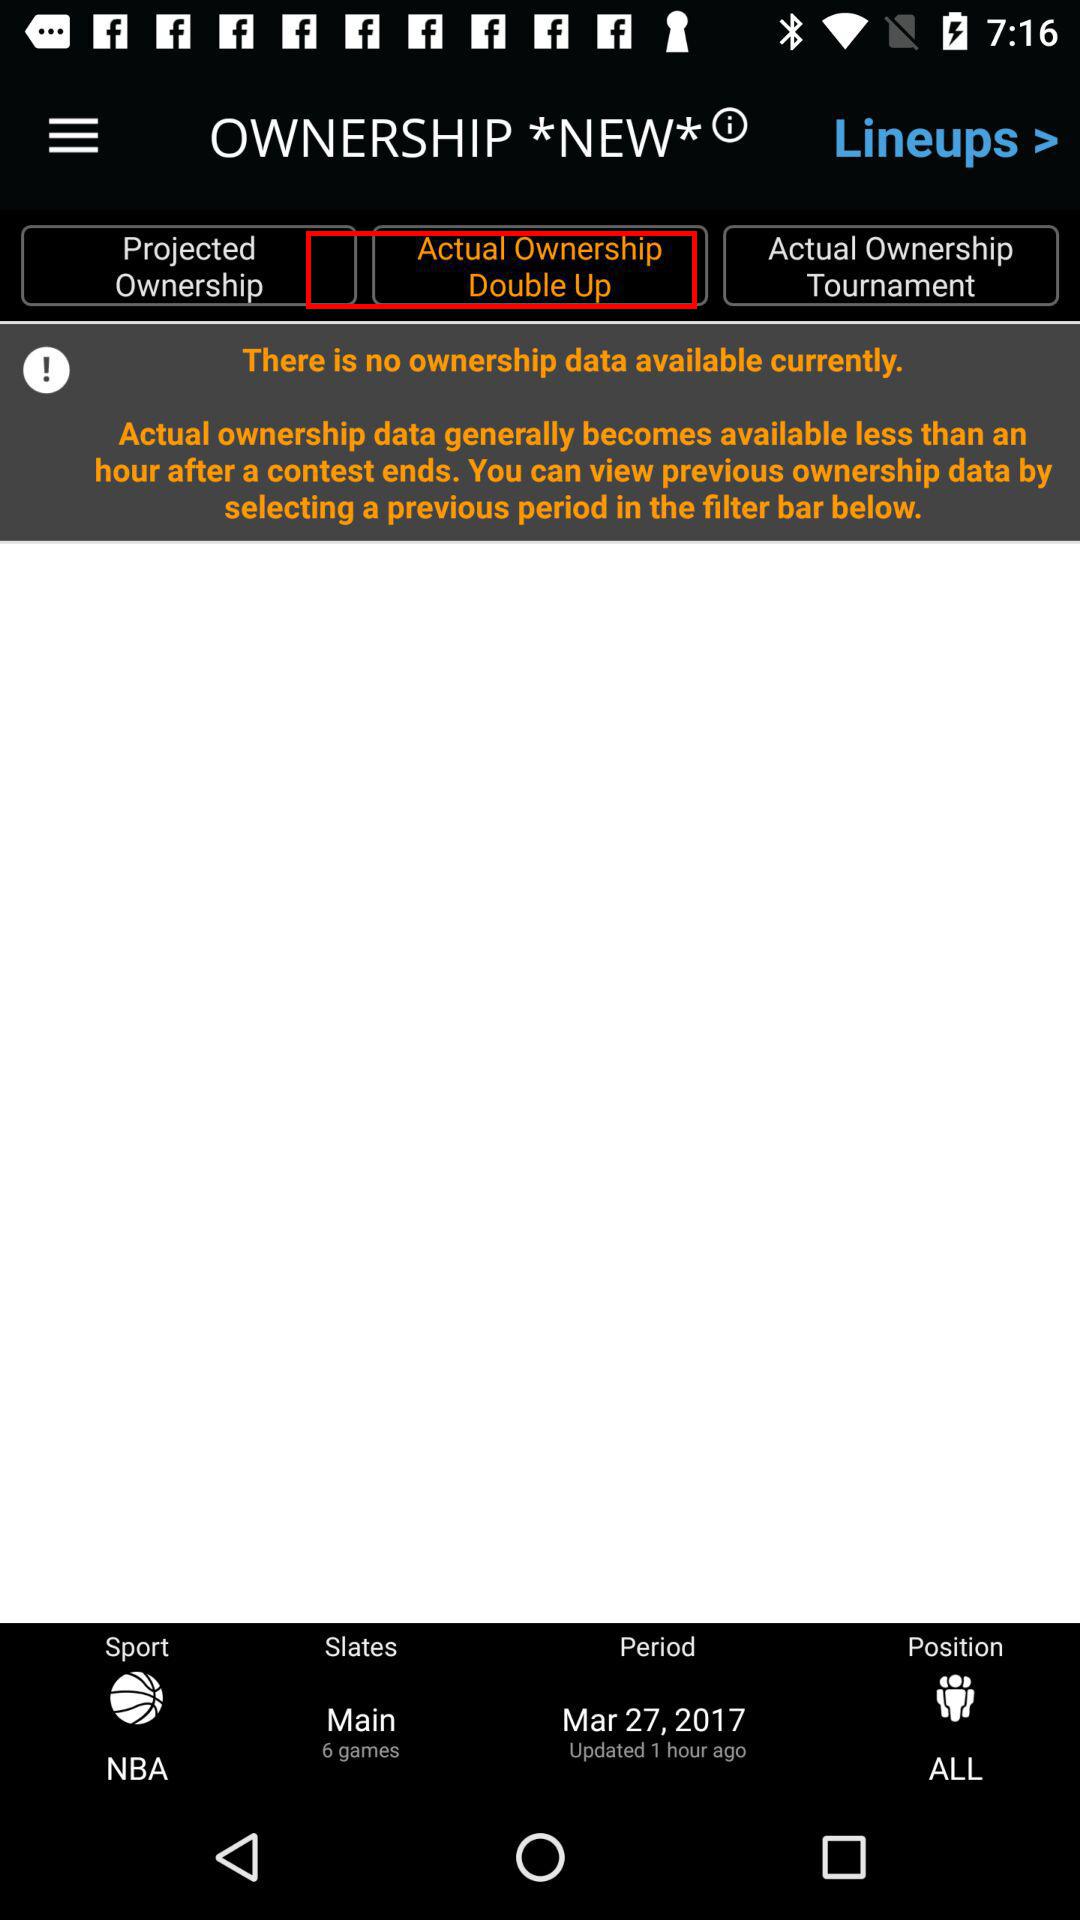 7:16
OWNERSHIP *NEW*
Lineups >
Projected
Ownership
Actual Ownership
Double Up
Actual Ownership
Tournament
There is no ownership data available currently.
Actual ownership data generally becomes available less than an
hour after a contest ends. You can view previous ownership data by
selecting a previous period in the filter bar below.
Sport
NBA
Slates
Main
6 games
Period
Mar 27, 2017
Updated 1 hour ago
Position
ALL